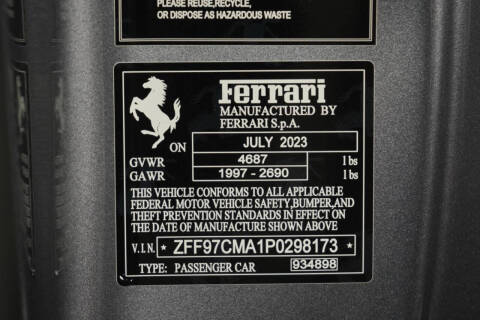 PLEASE REUSE,RECYCLE,
OR DISPOSE AS HAZARDOUS WASTE
Ferrari
MANUFACTURED BY
FERRARI S.p.A.
ON JULY 2023
GVWR 4687 lbs
GAWR 1997 - 2690 lbs
THIS VEHICLE CONFORMS TO ALL APPLICABLE
FEDERAL MOTOR VEHICLE SAFETY,BUMPER,AND
THEFT PREVENTION STANDARDS IN EFFECT ON
THE DATE OF MANUFACTURE SHOWN ABOVE
V.I.N. * ZFF97CMA1P0298173 *
TYPE: PASSENGER CAR 934898